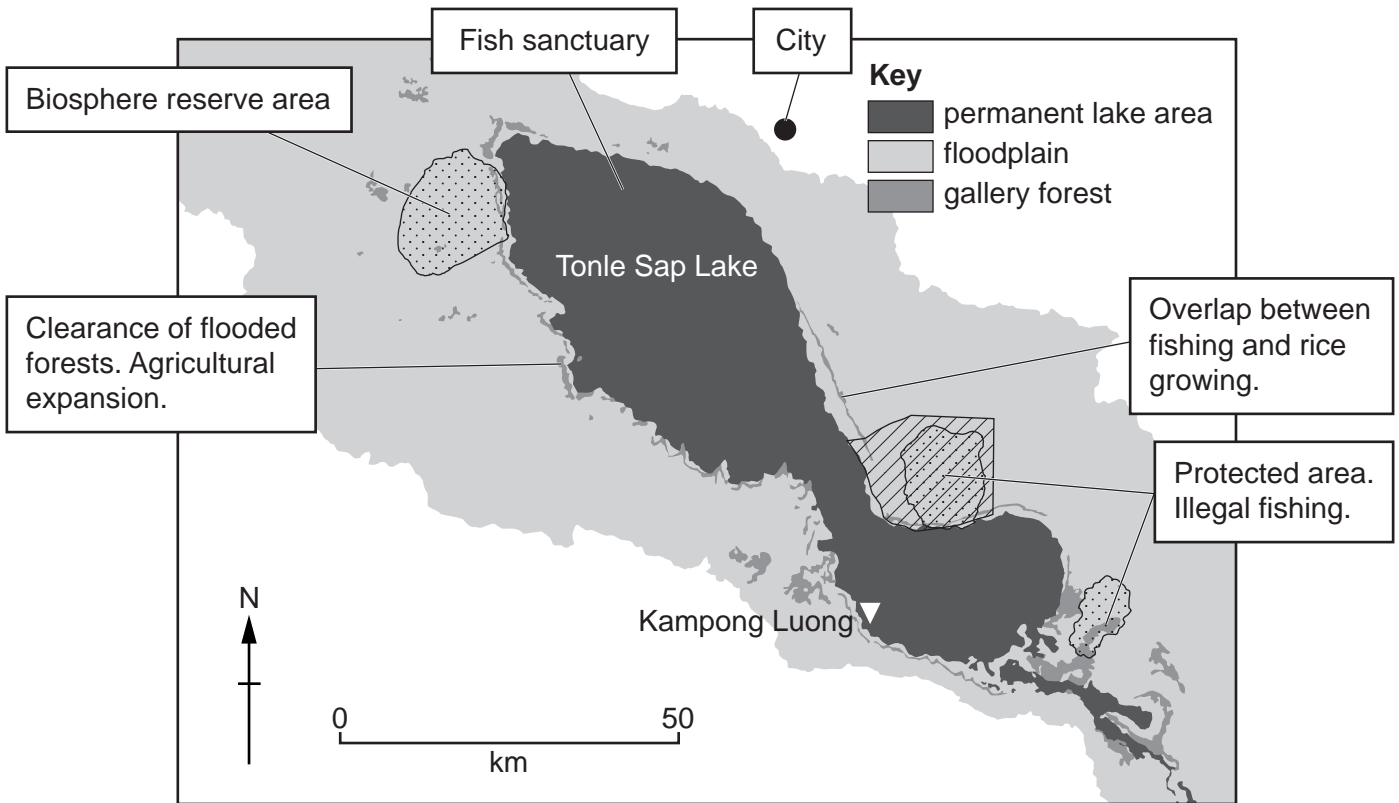 Fish sanctuary
City
Biosphere reserve area
Key
permanent lake area
floodplain
gallery forest
Tonle Sap Lake
Clearance of flooded
forests. Agricultural
expansion.
Overlap between
fishing and rice
growing.
Protected area.
Illegal fishing.
Kampong Luong
N
0
50
km